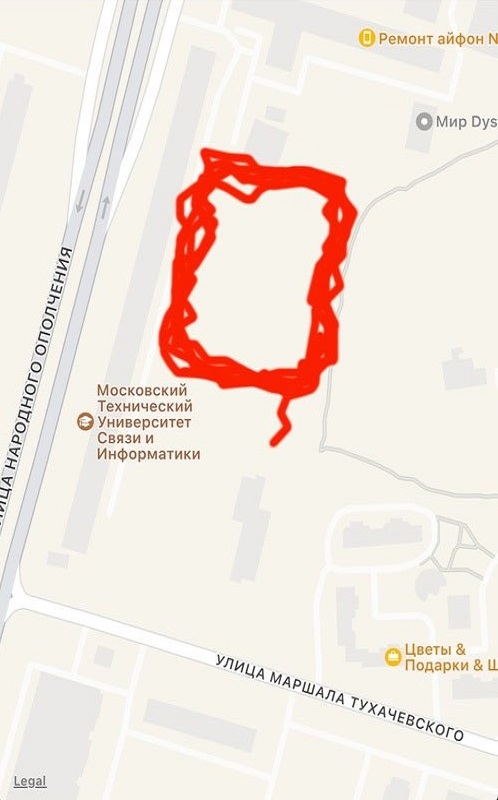 Ремонт айфон N
Мир Dys
УЛИЦА НАРОДНОГО ОПОЛЧЕНИЯ
Московский
Технический
Университет
Связи и
Информатики
Цветы &
Подарки & Ш
УЛИЦА МАРШАЛА ТУХАЧЕВСКОГО
Legal